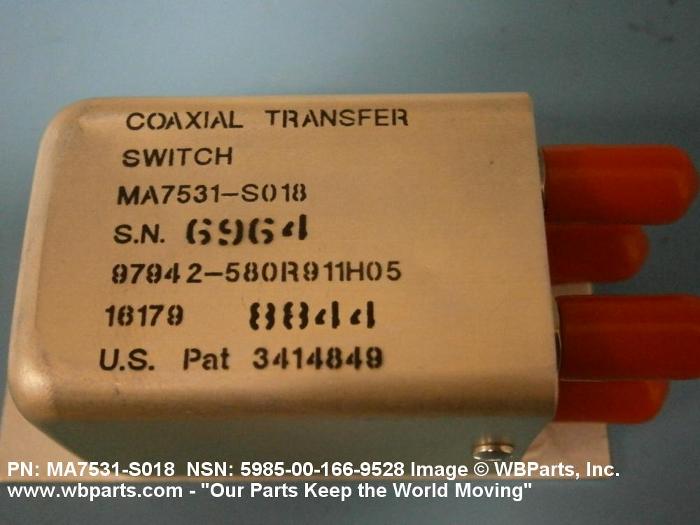 COAXIAL TRANSFER
SWITCH
MA7531-S018
S.N. 6964
97942-580R911H05
16179 8844
U.S. Pat 3414849
PN: MA7531-S018 NSN: 5985-00-166-9528 Image © WBParts, Inc.
www.wbparts.com - "Our Parts Keep the World Moving"